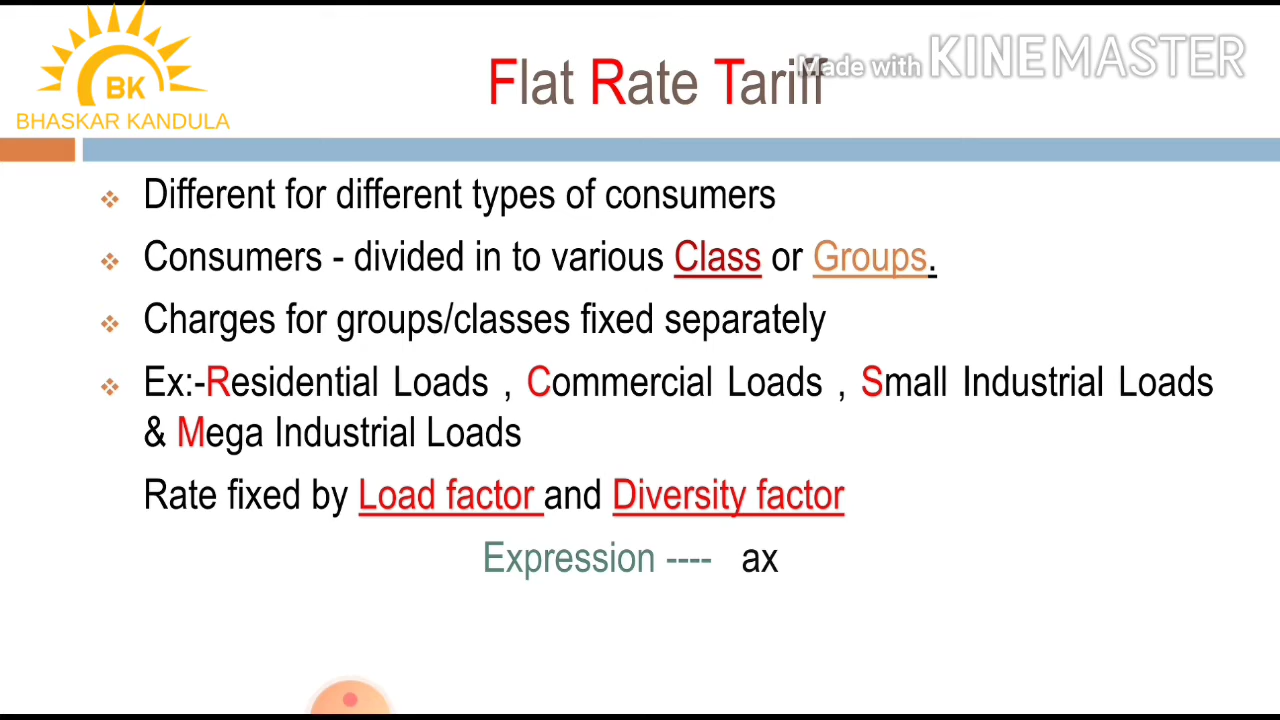 BK
BHASKAR KANDULA
Flat Rate Tariff
Made with KINEMASTER
Different for different types of consumers
Consumers - divided in to various Class or Groups.
Charges for groups/classes fixed separately
Ex:-Residential Loads , Commercial Loads , Small Industrial Loads
& Mega Industrial Loads
Rate fixed by Load factor and Diversity factor
Expression ---- ax